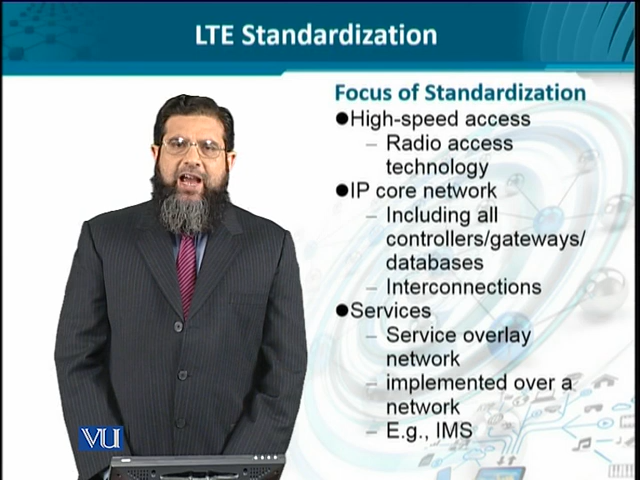 LTE Standardization
Focus of Standardization
●High-speed access
– Radio access
technology
●IP core network
– Including all
controllers/gateways/
databases
– Interconnections
●Services
– Service overlay
network
– implemented over a
network
– E.g., IMS
VU